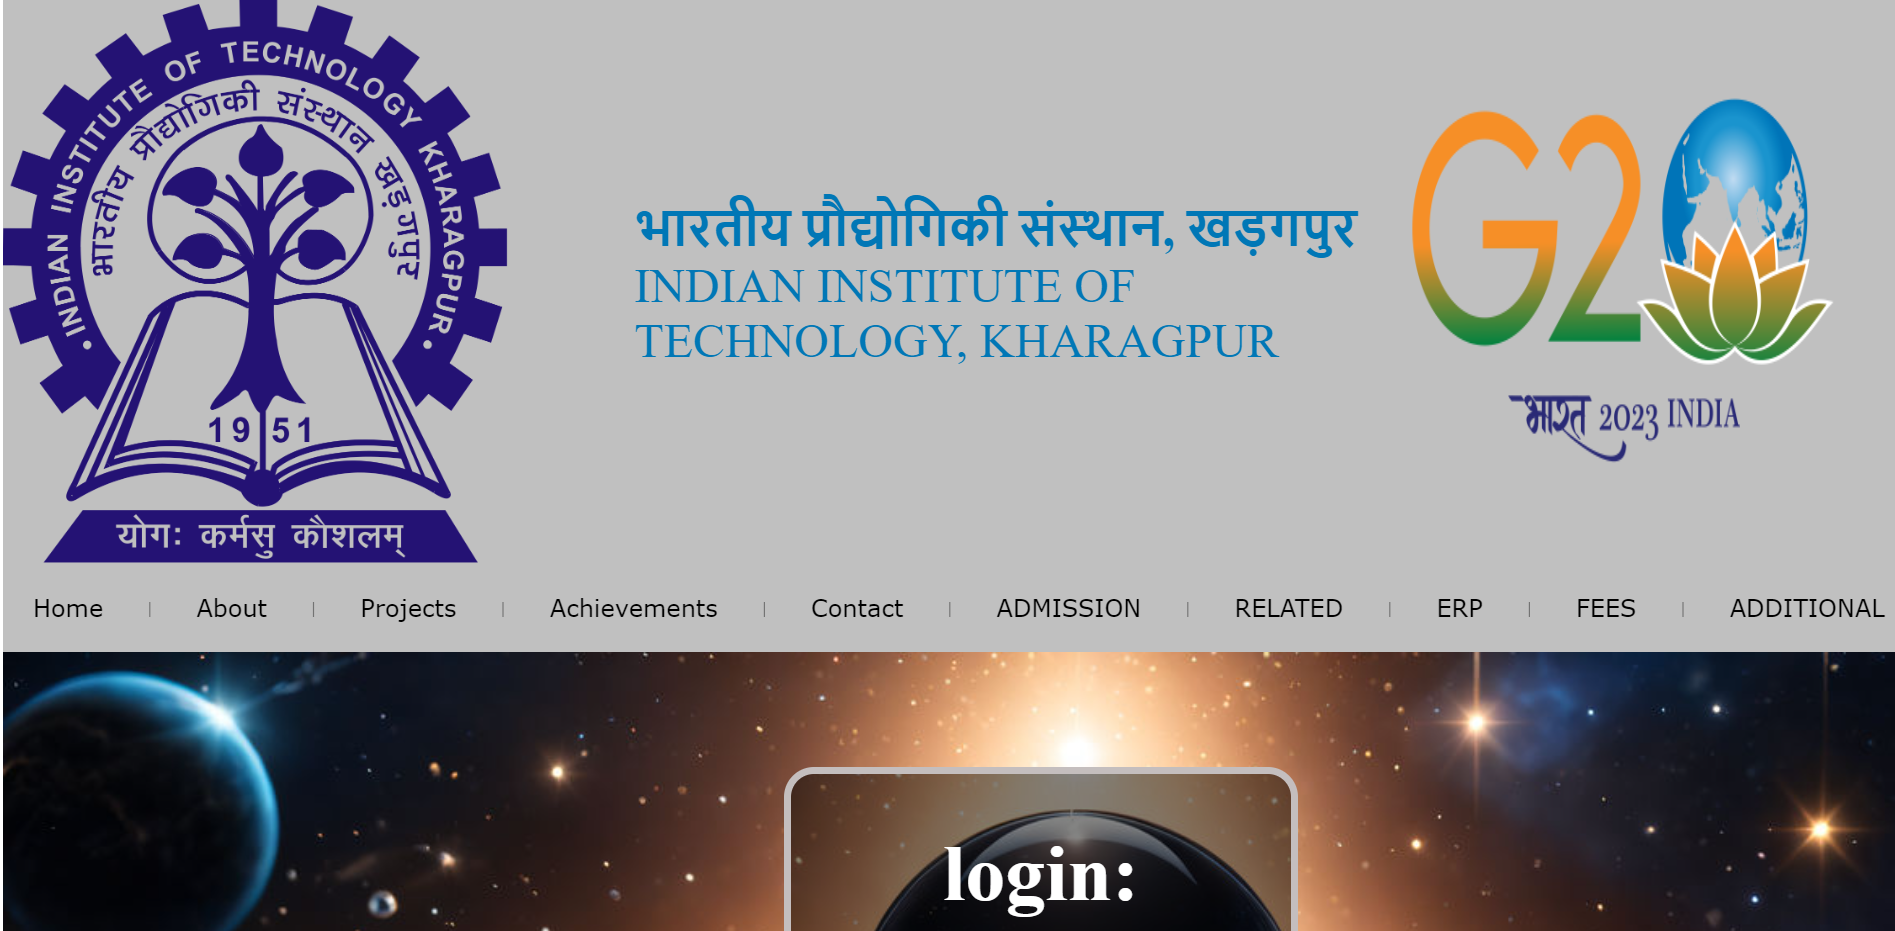 INDIAN INSTITUTE OF TECHNOLOGY KHARAGPUR
भारतीय प्रौद्योगिकी संस्थान खड़गपुर
1951
योगः कर्मसु कौशलम्
भारतीय प्रौद्योगिकी संस्थान, खड़गपुर
INDIAN INSTITUTE OF
TECHNOLOGY, KHARAGPUR
G20
भारत 2023 INDIA
Home | About | Projects | Achievements | Contact | ADMISSION | RELATED | ERP | FEES | ADDITIONAL
login: